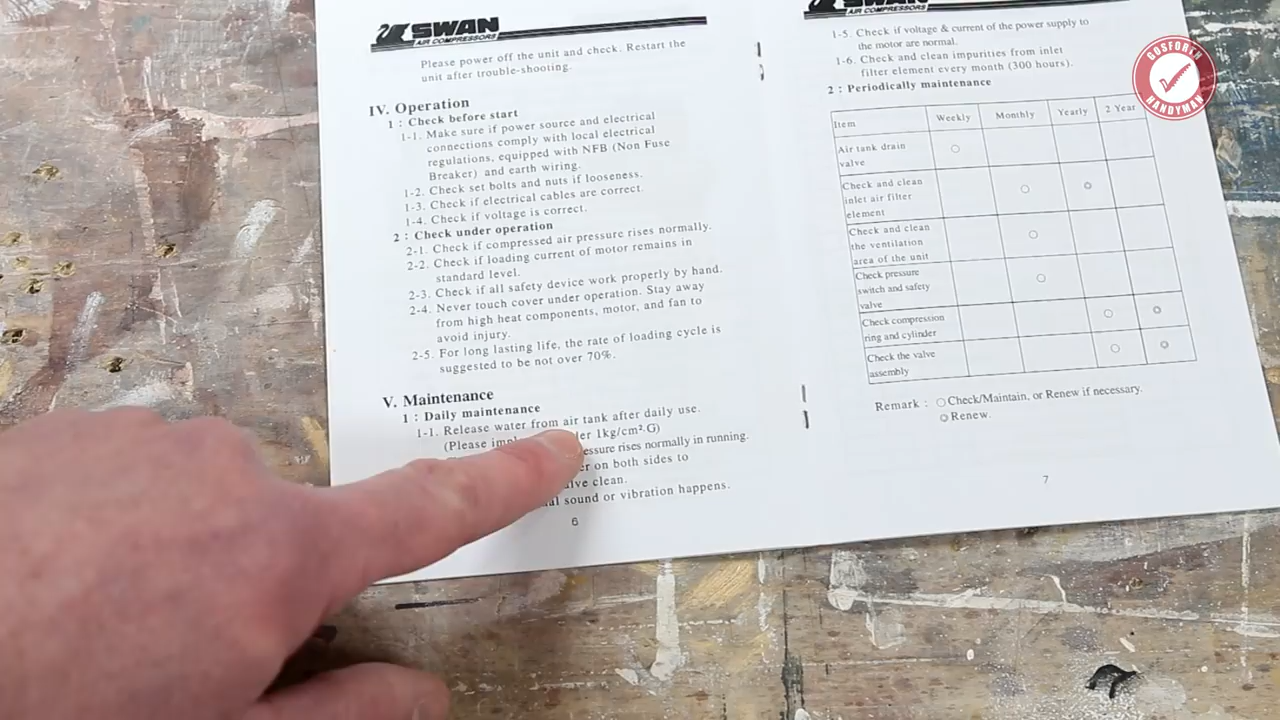 SWAN
AIR COMPRESSORS
Please power off the unit and check. Restart the
unit after trouble-shooting.
IV. Operation
1 : Check before start
1-1. Make sure if power source and electrical
connections comply with local electrical
regulations, equipped with NFB (Non Fuse
Breaker) and earth wiring.
1-2. Check set bolts and nuts if looseness.
1-3. Check if electrical cables are correct.
1-4. Check if voltage is correct.
2 : Check under operation
2-1. Check if compressed air pressure rises normally.
2-2. Check if loading current of motor remains in
standard level.
2-3. Check if all safety device work properly by hand.
2-4. Never touch cover under operation. Stay away
from high heat components, motor, and fan to
avoid injury.
2-5. For long lasting life, the rate of loading cycle is
suggested to be not over 70%.
V. Maintenance
1 : Daily maintenance
1-1. Release water from air tank after daily use.
(Please 1kg/cm².G)
rises normally in running.
on both sides to
clean.
sound or vibration happens.
6
AIR COMPRESSORS
1-5. Check if voltage & current of the power supply to
the motor are normal.
1-6. Check and clean impurities from inlet
filter element every month (300 hours).
2 : Periodically maintenance
Item Weekly Monthly Yearly 2 Year
Air tank drain
valve ○
Check and clean
inlet air filter ○ ◎
element
Check and clean
the ventilation ○
area of the unit
Check pressure
switch and safety ○
valve
Check compression ○ ◎
ring and cylinder
Check the valve ○ ◎
assembly
Remark : ○ Check/Maintain, or Renew if necessary.
◎ Renew.
7
GOSFORTH
HANDYMAN